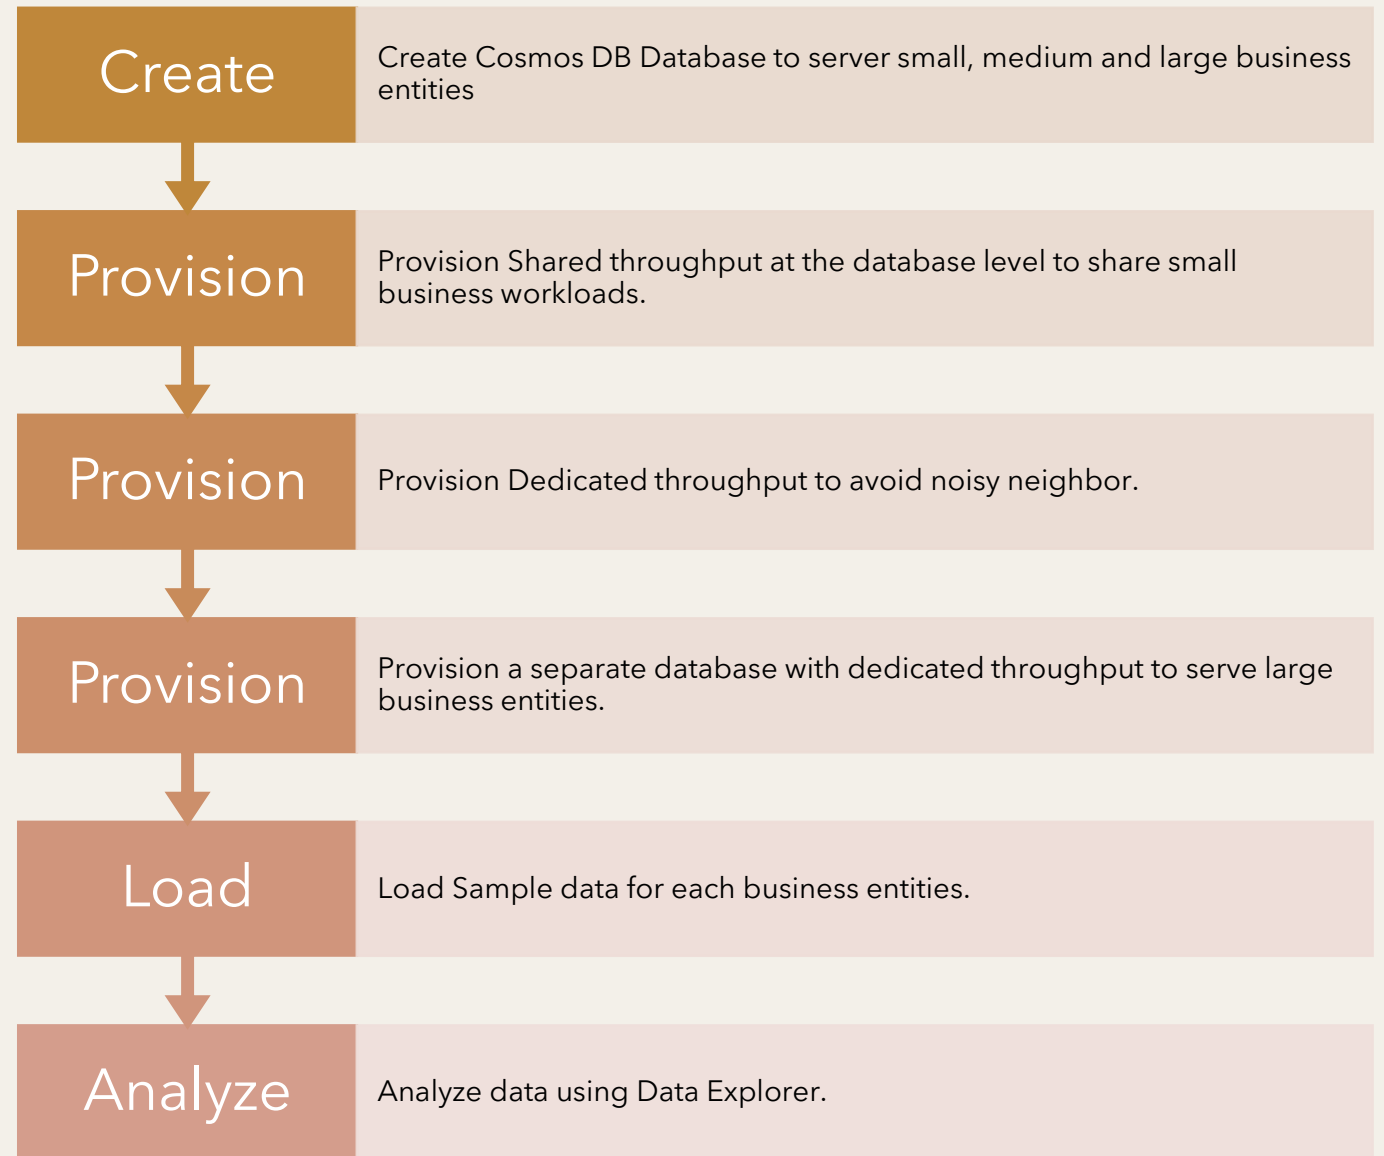 Create
Create Cosmos DB Database to server small, medium and large business
entities
Provision
Provision Shared throughput at the database level to share small
business workloads.
Provision
Provision Dedicated throughput to avoid noisy neighbor.
Provision
Provision a separate database with dedicated throughput to serve large
business entities.
Load
Load Sample data for each business entities.
Analyze
Analyze data using Data Explorer.